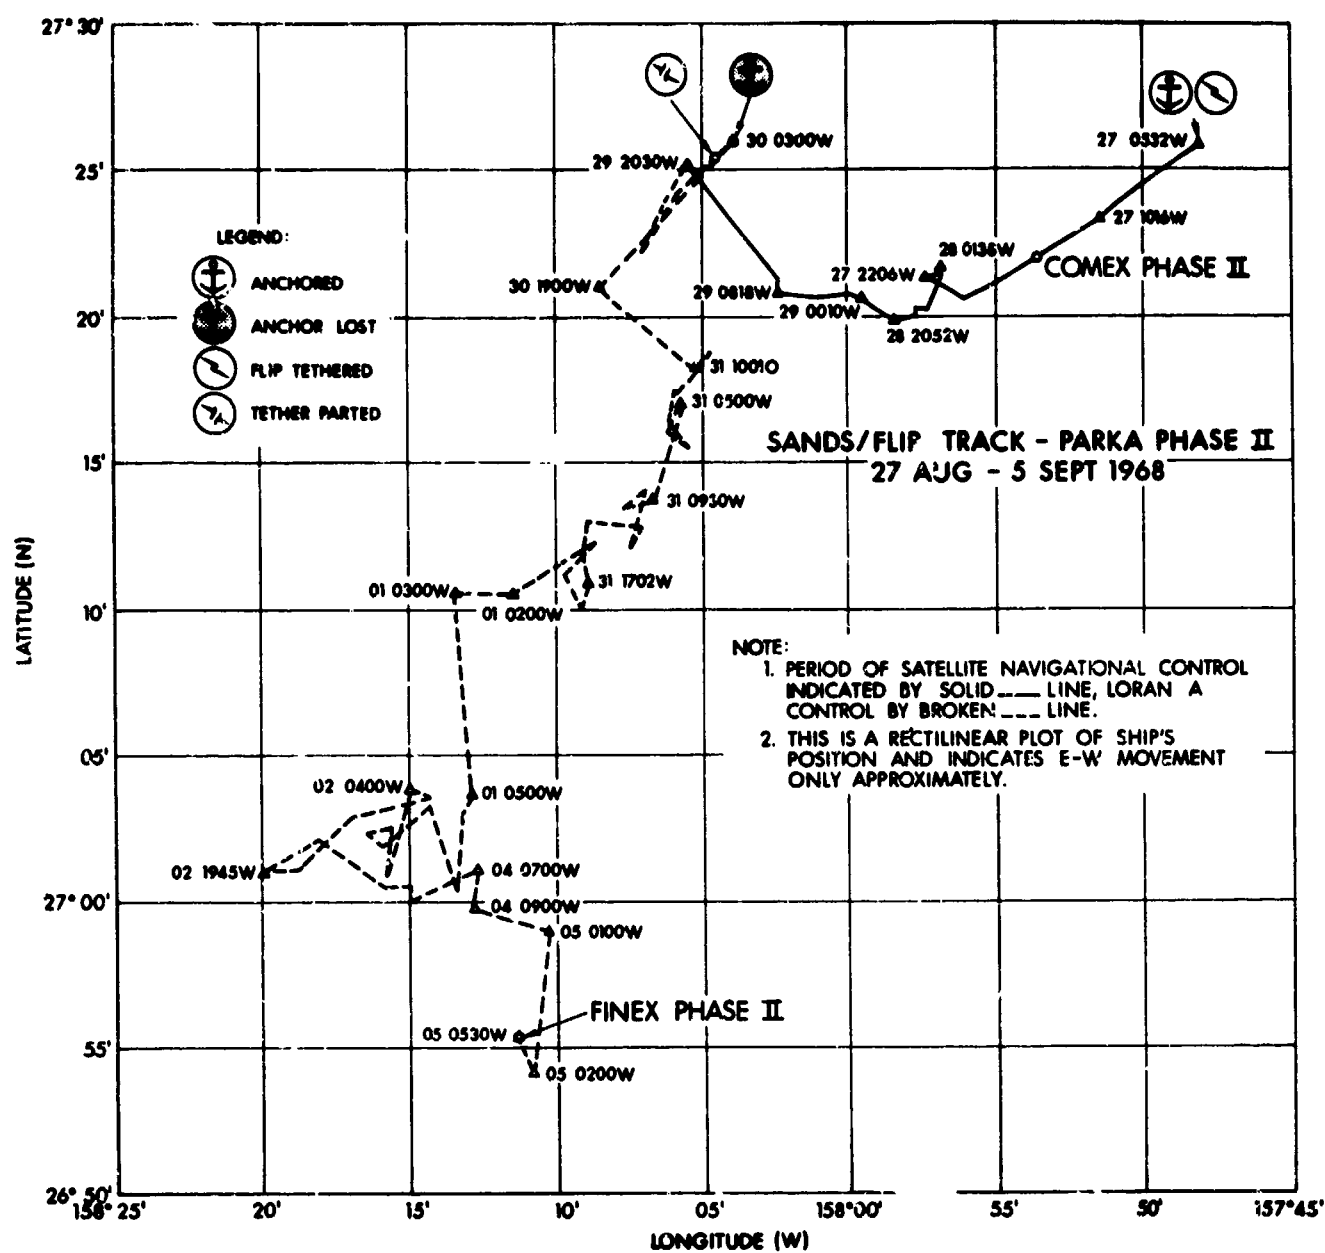 27° 30'
30 0300W
27 0532W
29 2030W
25'
27 1016W
LEGEND:
28 0138W
COMEX PHASE II
27 2206W
ANCHORED
30 1900W
29 0818W
29 0010W
ANCHOR LOST
20'
28 2052W
FLIP TETHERED
31 1001O
31 0500W
TETHER PARTED
SANDS/FLIP TRACK - PARKA PHASE II
27 AUG - 5 SEPT 1968
15'
31 0930W
LATITUDE (N)
31 1702W
01 0300W
01 0200W
10'
NOTE:
1. PERIOD OF SATELLITE NAVIGATIONAL CONTROL
INDICATED BY SOLID ___ LINE, LORAN A
CONTROL BY BROKEN ___ LINE.
2. THIS IS A RECTILINEAR PLOT OF SHIP'S
POSITION AND INDICATES E-W MOVEMENT
ONLY APPROXIMATELY.
05'
02 0400W
01 0500W
02 1945W
04 0700W
27° 00'
04 0900W
05 0100W
FINEX PHASE II
05 0530W
55'
05 0200W
26° 50'
158° 25'
20'
15'
10'
05'
158°00'
55'
50'
157°45'
LONGITUDE (W)